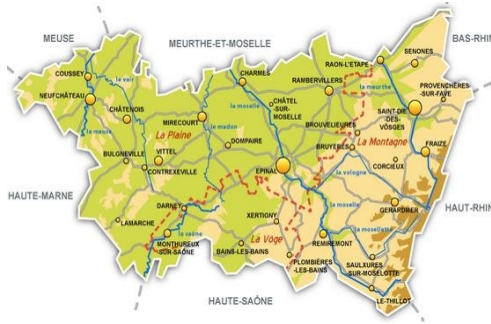 MEUSE
MEURTHE-ET-MOSELLE
BAS-RHIN
RAON-L'ETAPE
SENONES
COUSSEY
le vair
CHARMES
RAMBERVILLERS
la meurthe
PROVENCHÈRES
-SUR-FAVE
NEUFCHÂTEAU
CHÂTENOIS
la moselle
CHÂTEL
-SUR-
MOSELLE
SAINT-DIE
-DES-
VOSGES
MIRECOURT
le madon
BROUVELIEURES
la meuse
La Plaine
DOMPAIRE
BRUYERES
La Montagne
FRAIZE
BULGNEVILLE
VITTEL
CONTREXEVILLE
EPINAL
la vologne
CORCIEUX
HAUTE-MARNE
HAUT-RHIN
DARNEY
la moselle
GERARDMER
LAMARCHE
XERTIGNY
la saône
La Vôge
la moselotte
MONTHUREUX
-SUR-SAÔNE
BAINS-LES-BAINS
REMIREMONT
PLOMBIÈRES
-LES-BAINS
SAULXURES
-SUR-MOSELOTTE
HAUTE-SAÔNE
LE-THILLOT